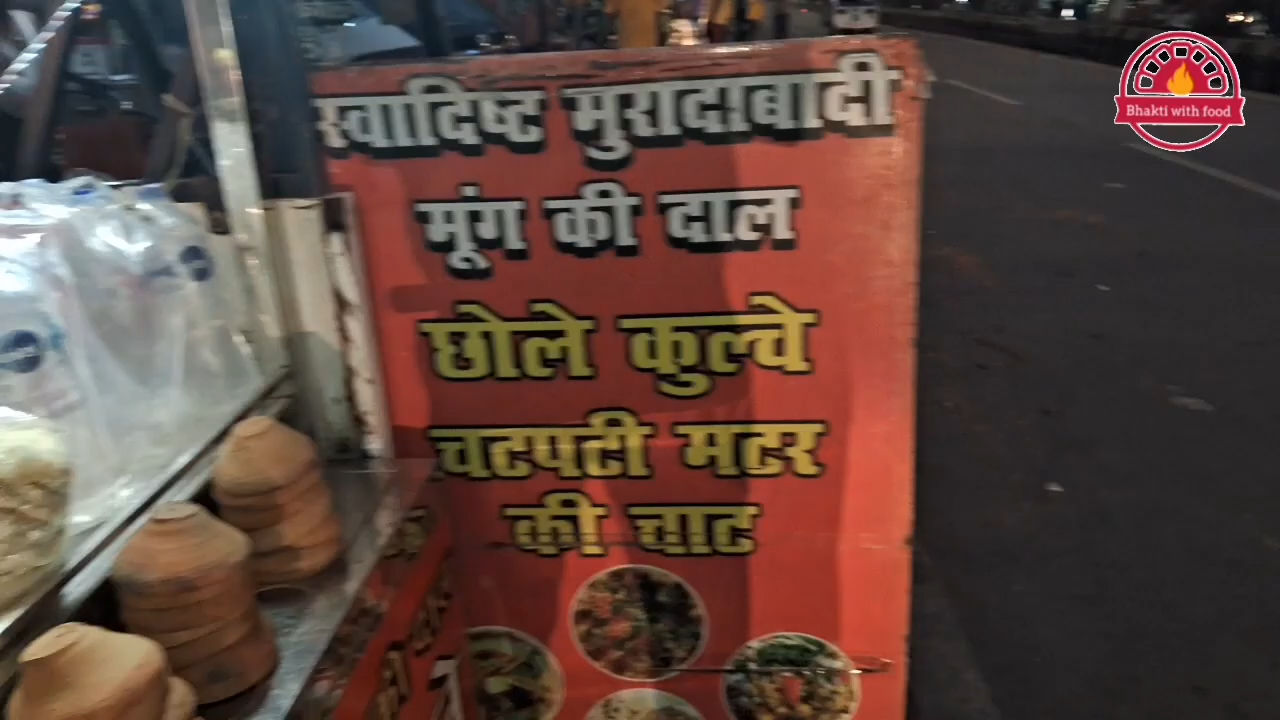 स्वादिष्ट मुरादाबादी
मूंग की दाल
छोले कुल्चे
चटपटी मटर
की चाट
Bhakti with food